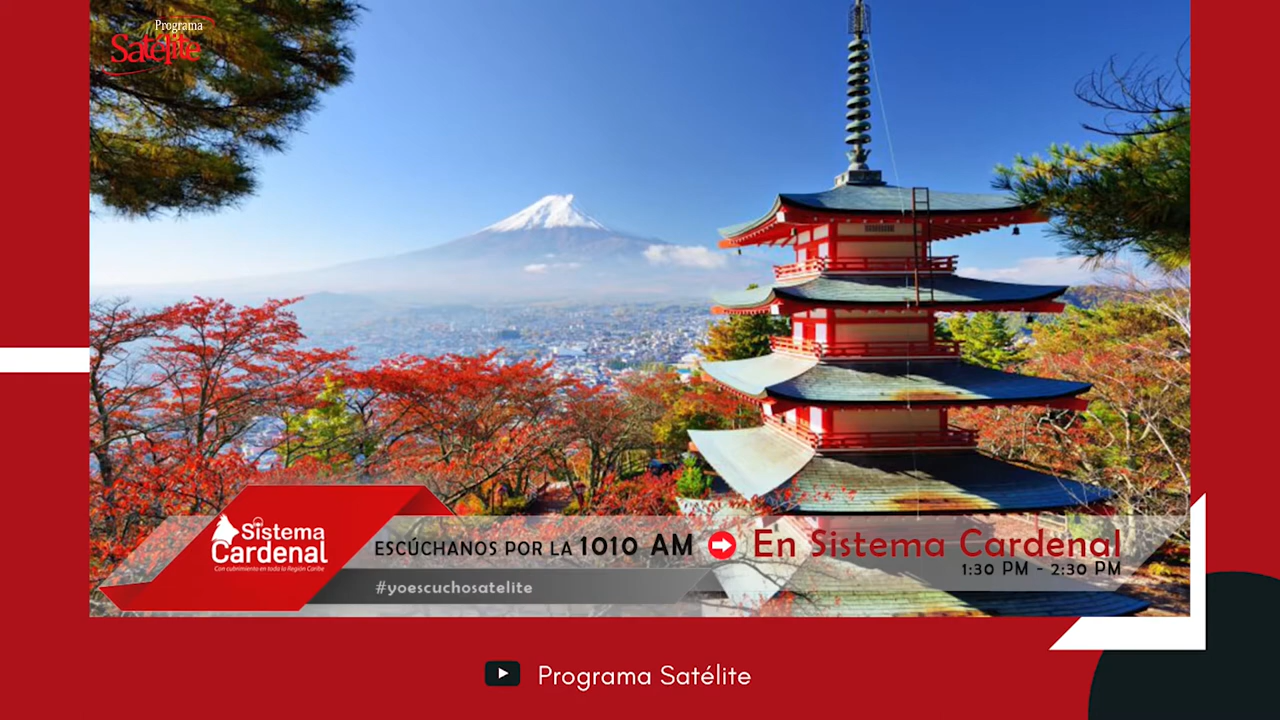 Programa
Satélite
Sistema
Cardenal
Con cubrimiento en toda la Región Caribe
ESCÚCHANOS POR LA 1010 AM
En Sistema Cardenal
1:30 PM - 2:30 PM
#yoescuchosatelite
Programa Satélite